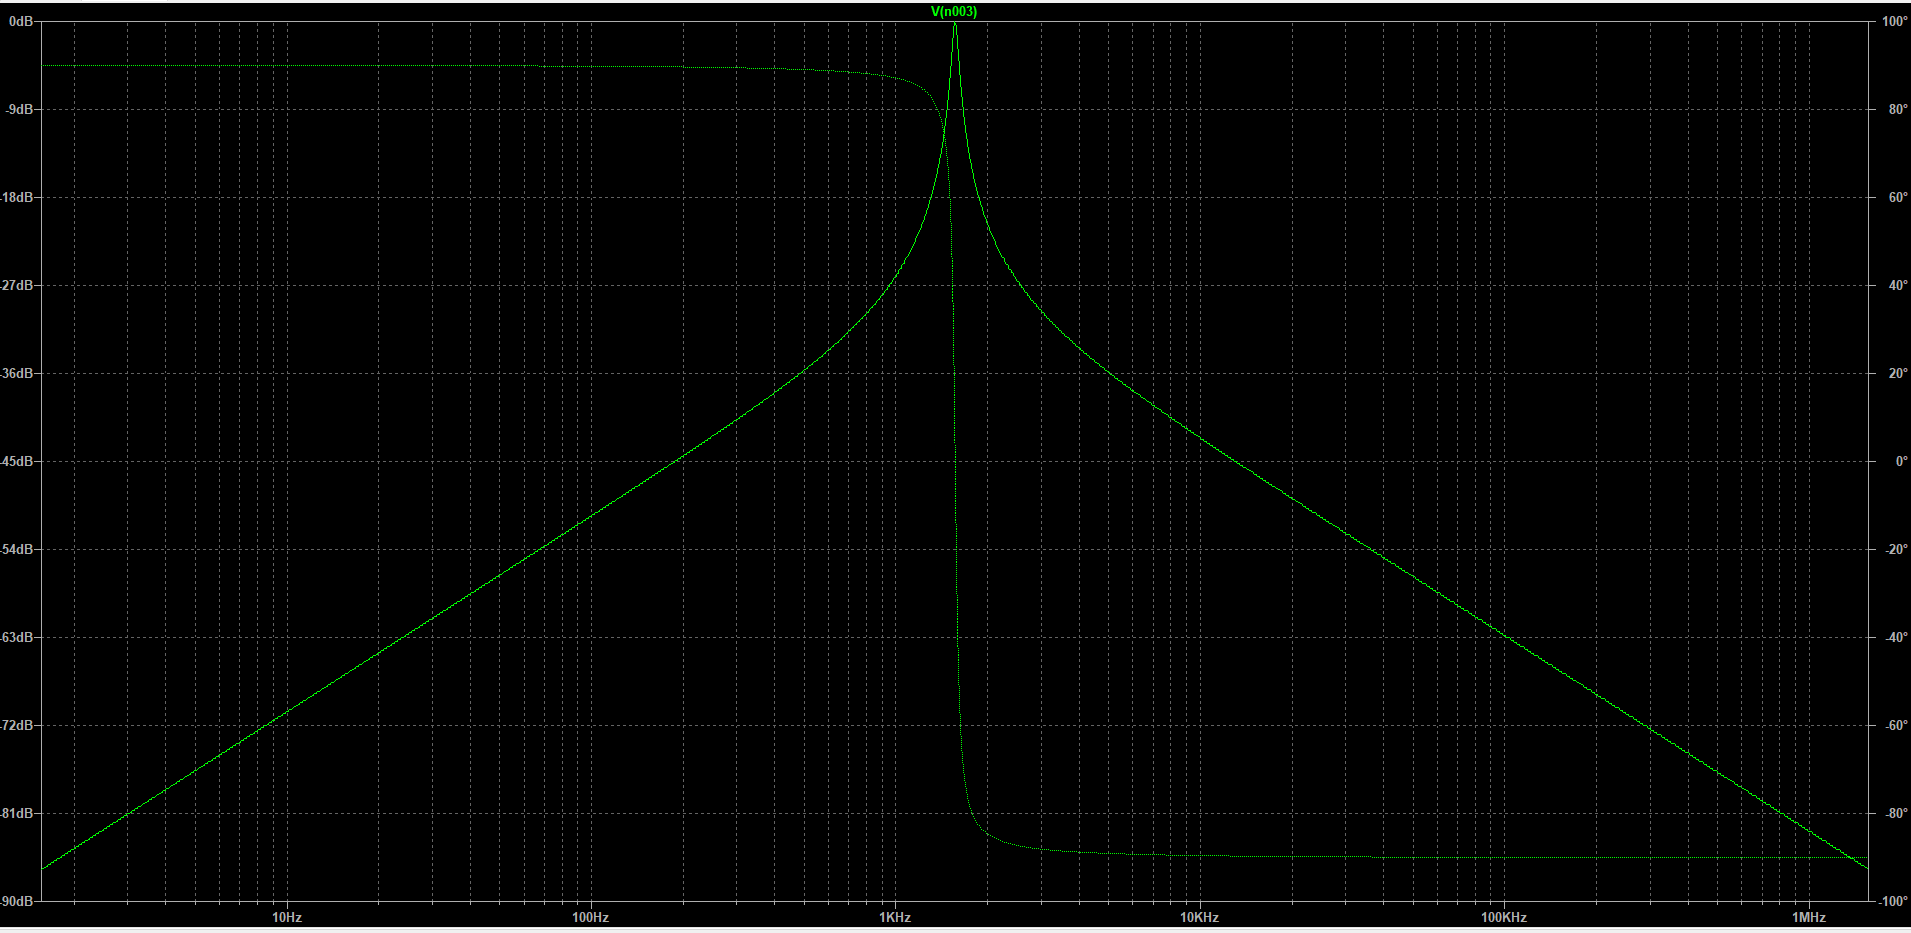 V(n003)
0dB 100°
-9dB 80°
-18dB 60°
-27dB 40°
-36dB 20°
-45dB 0°
-54dB -20°
-63dB -40°
-72dB -60°
-81dB -80°
-90dB -100°
10Hz 100Hz 1KHz 10KHz 100KHz 1MHz